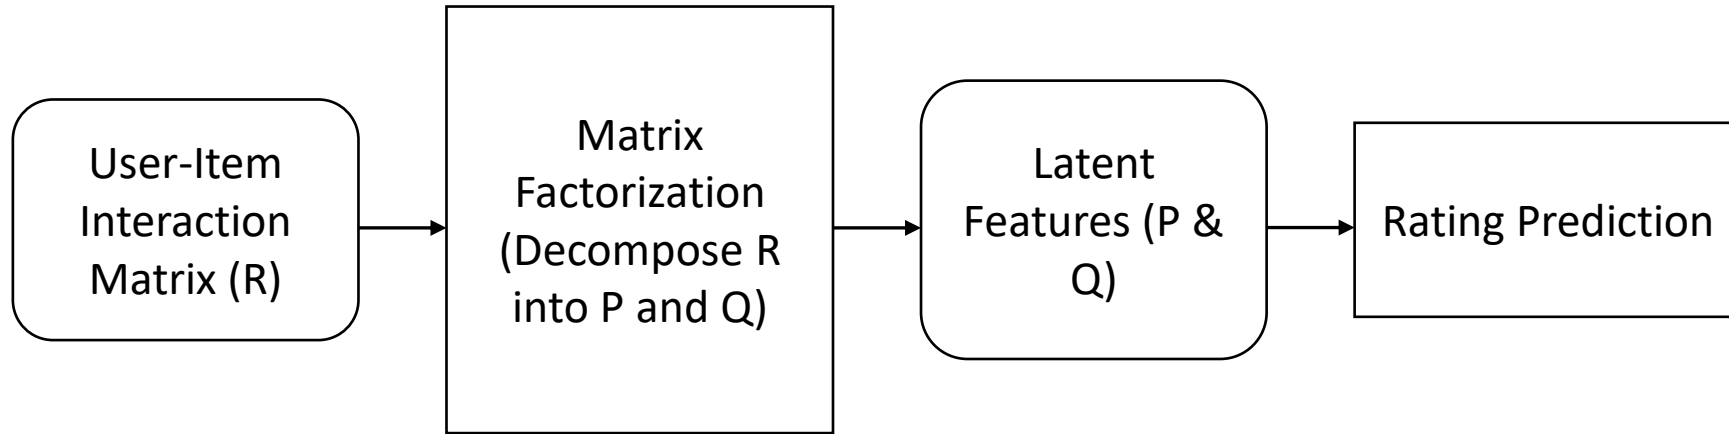 User-Item
Interaction
Matrix (R)
Matrix
Factorization
(Decompose R
into P and Q)
Latent
Features (P &
Q)
Rating Prediction